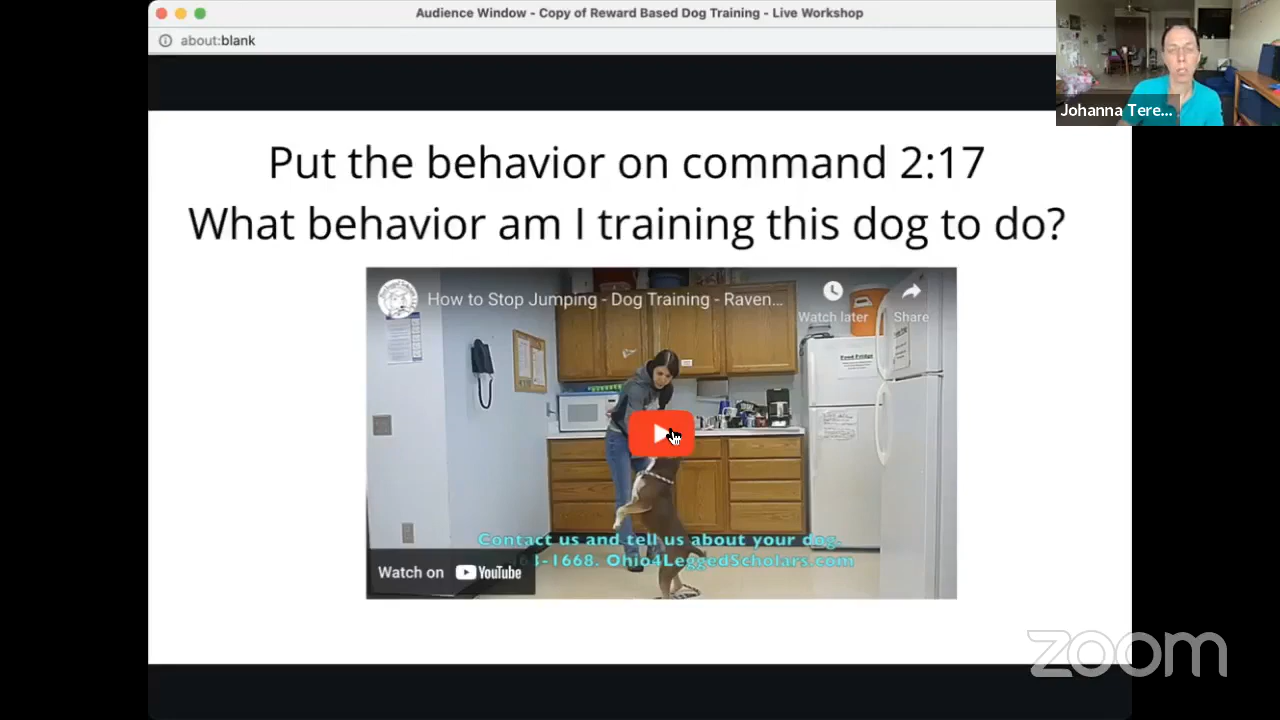 Audience Window - Copy of Reward Based Dog Training - Live Workshop
about:blank
Johanna Tere...
Put the behavior on command 2:17
What behavior am I training this dog to do?
How to Stop Jumping - Dog Training - Raven...
Watch later
Share
Food Fridge
Contact us and tell us about your dog.
-1668. Ohio4LeggedScholars.com
Watch on YouTube
zoom